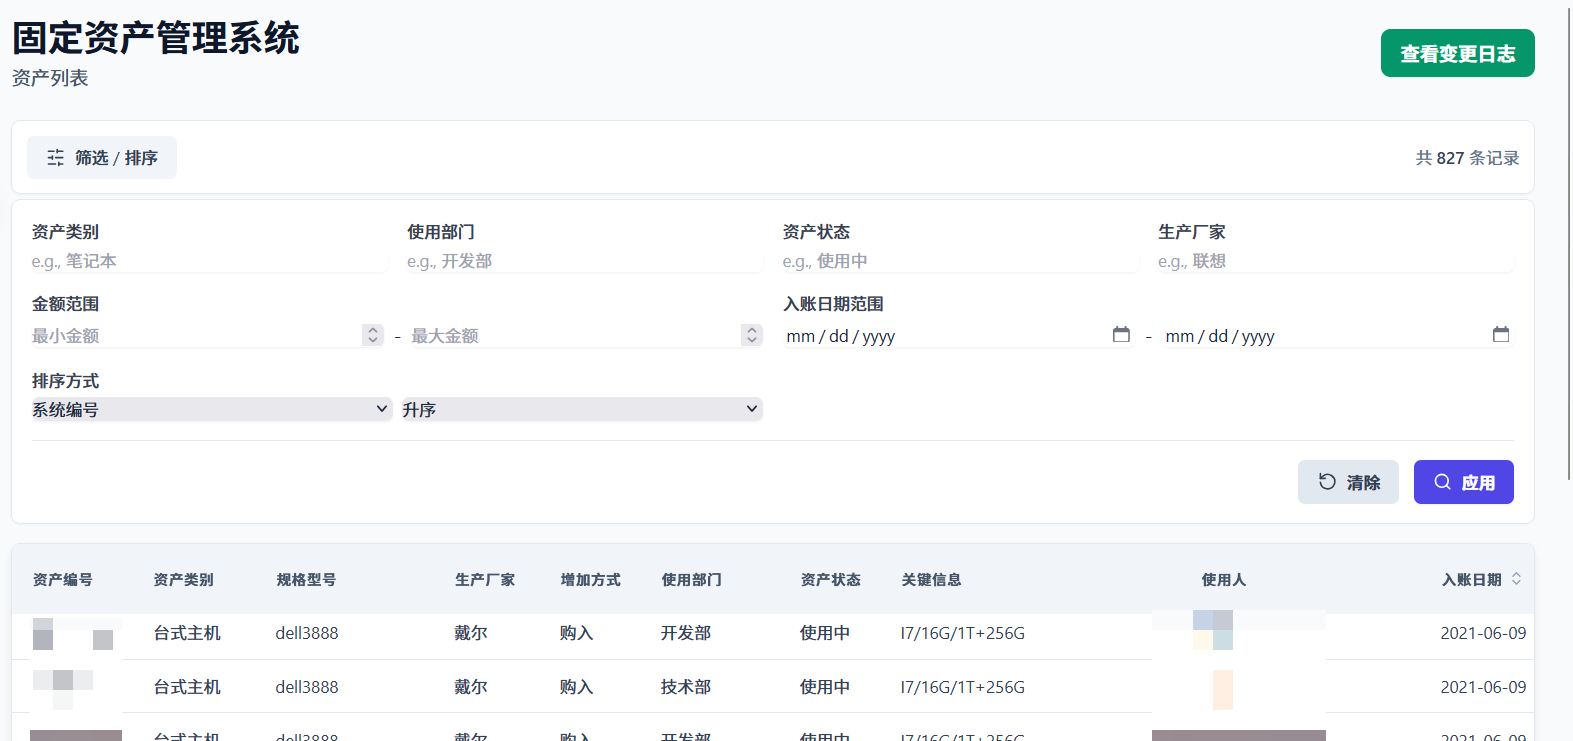 固定资产管理系统
资产列表
查看变更日志
筛选 / 排序
共 827 条记录
资产类别 使用部门 资产状态 生产厂家
e.g., 笔记本 e.g., 开发部 e.g., 使用中 e.g., 联想
金额范围 入账日期范围
最小金额 - 最大金额 mm / dd / yyyy - mm / dd / yyyy
排序方式
系统编号 升序
清除 应用
资产编号 资产类别 规格型号 生产厂家 增加方式 使用部门 资产状态 关键信息 使用人 入账日期
台式主机 dell3888 戴尔 购入 开发部 使用中 I7/16G/1T+256G 2021-06-09
台式主机 dell3888 戴尔 购入 技术部 使用中 I7/16G/1T+256G 2021-06-09
台式主机 dell3888 戴尔 购入 开发部 使用中 I7/16G/1T+256G 2021-06-09